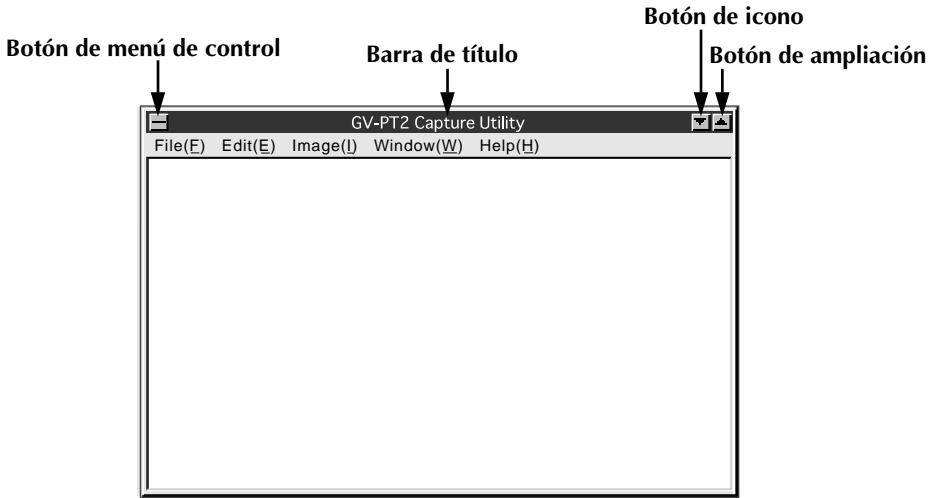 Botón de icono
Botón de menú de control
Barra de título
Botón de ampliación
GV-PT2 Capture Utility
File(F) Edit(E) Image(I) Window(W) Help(H)